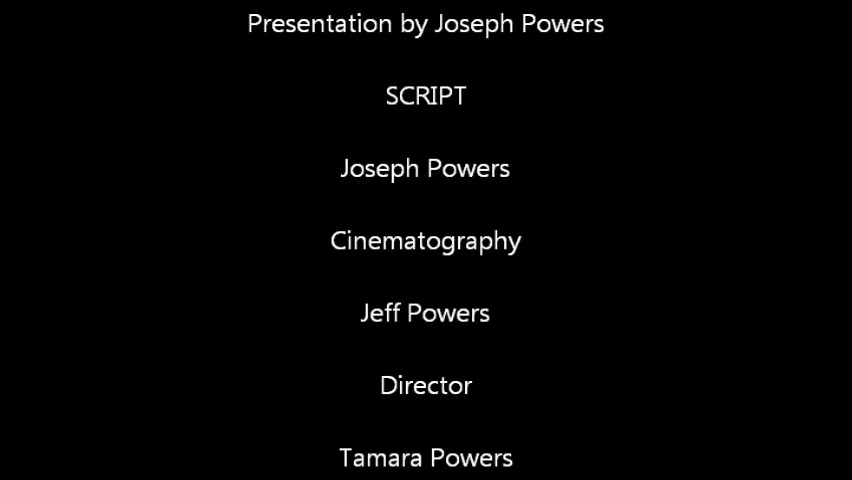 Presentation by Joseph Powers
SCRIPT
Joseph Powers
Cinematography
Jeff Powers
Director
Tamara Powers